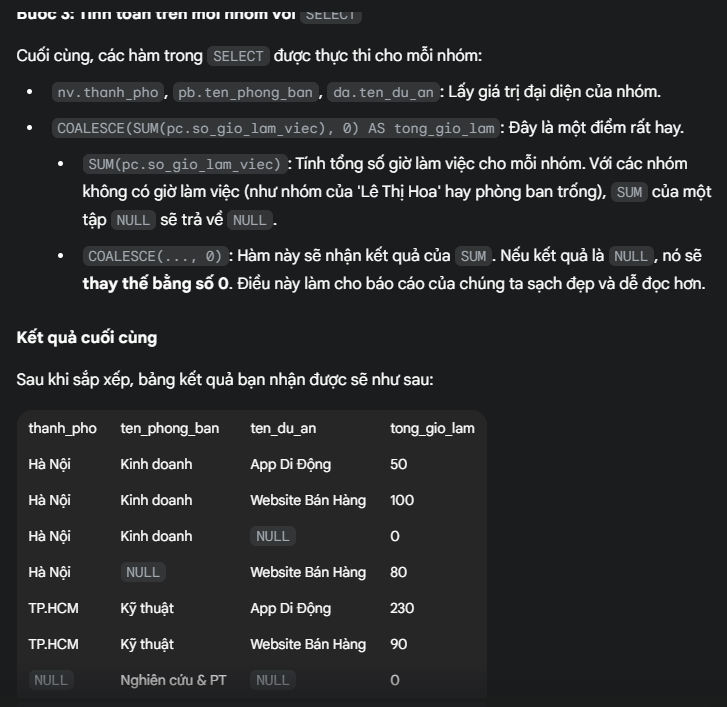 Bước 3: Tính toán trên mỗi nhóm với SELECT
Cuối cùng, các hàm trong SELECT được thực thi cho mỗi nhóm:
• nv.thanh_pho, pb.ten_phong_ban, da.ten_du_an: Lấy giá trị đại diện của nhóm.
• COALESCE(SUM(pc.so_gio_lam_viec), 0) AS tong_gio_lam: Đây là một điểm rất hay.
• SUM(pc.so_gio_lam_viec): Tính tổng số giờ làm việc cho mỗi nhóm. Với các nhóm
không có giờ làm việc (như nhóm của 'Lê Thị Hoa' hay phòng ban trống), SUM của một
tập NULL sẽ trả về NULL.
• COALESCE(..., 0): Hàm này sẽ nhận kết quả của SUM. Nếu kết quả là NULL, nó sẽ
thay thế bằng số 0. Điều này làm cho báo cáo của chúng ta sạch đẹp và dễ đọc hơn.
Kết quả cuối cùng
Sau khi sắp xếp, bảng kết quả bạn nhận được sẽ như sau:
thanh_pho ten_phong_ban ten_du_an tong_gio_lam
Hà Nội Kinh doanh App Di Động 50
Hà Nội Kinh doanh Website Bán Hàng 100
Hà Nội Kinh doanh NULL 0
Hà Nội NULL Website Bán Hàng 80
TP.HCM Kỹ thuật App Di Động 230
TP.HCM Kỹ thuật Website Bán Hàng 90
NULL Nghiên cứu & PT NULL 0